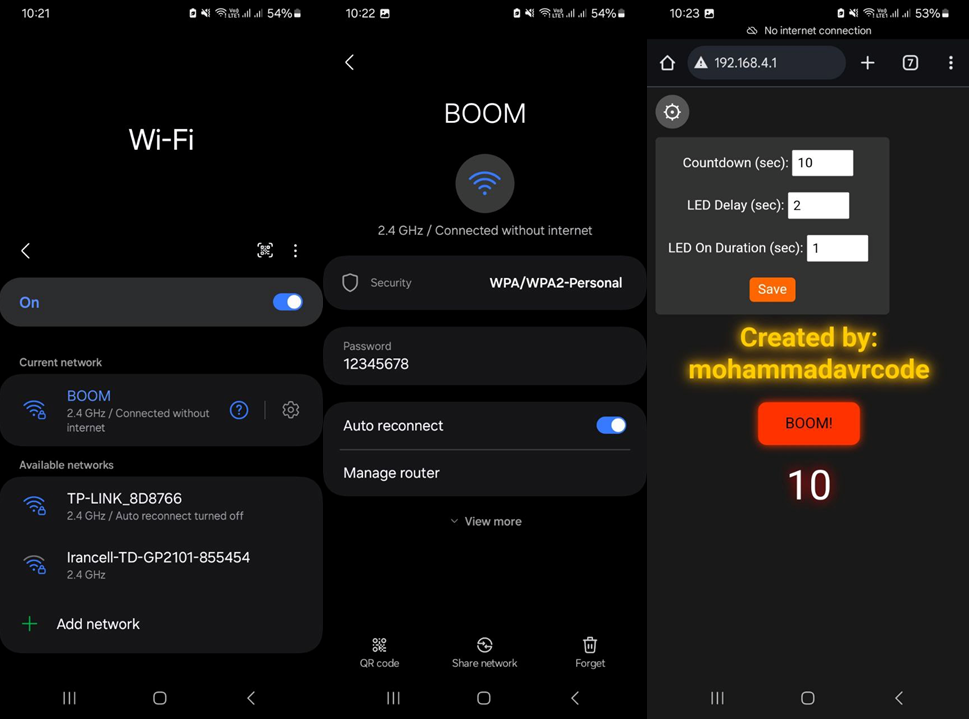 10:21
VoLTE1
54%
Wi-Fi
On
Current network
BOOM
2.4 GHz / Connected without
internet
?
Available networks
TP-LINK_8D8766
2.4 GHz / Auto reconnect turned off
Irancell-TD-GP2101-855454
2.4 GHz
Add network
10:22
54%
BOOM
2.4 GHz / Connected without internet
Security
WPA/WPA2-Personal
Password
12345678
Auto reconnect
Manage router
View more
QR code
Share network
Forget
10:23
53%
No internet connection
192.168.4.1
7
Countdown (sec): 10
LED Delay (sec): 2
LED On Duration (sec): 1
Save
Created by:
mohammadavrcode
BOOM!
10